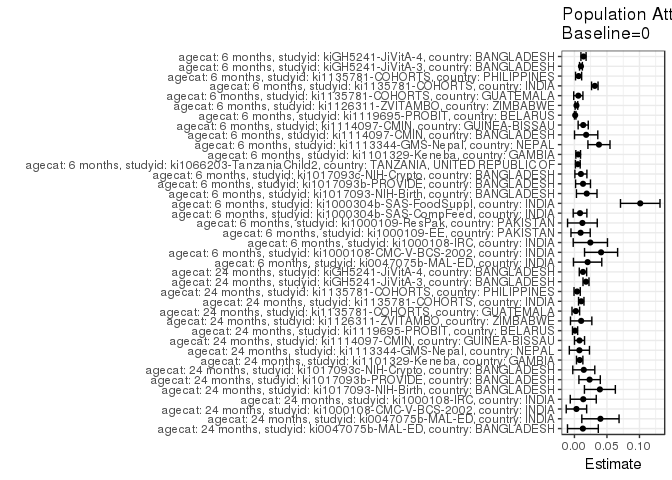 Population Att
Baseline=0
agecat: 6 months, studyid: kiGH5241-JiVitA-4, country: BANGLADESH
agecat: 6 months, studyid: kiGH5241-JiVitA-3, country: BANGLADESH
agecat: 6 months, studyid: ki1135781-COHORTS, country: PHILIPPINES
agecat: 6 months, studyid: ki1135781-COHORTS, country: INDIA
agecat: 6 months, studyid: ki1135781-COHORTS, country: GUATEMALA
agecat: 6 months, studyid: ki1126311-ZVITAMBO, country: ZIMBABWE
agecat: 6 months, studyid: ki1119695-PROBIT, country: BELARUS
agecat: 6 months, studyid: ki1114097-CMIN, country: GUINEA-BISSAU
agecat: 6 months, studyid: ki1114097-CMIN, country: BANGLADESH
agecat: 6 months, studyid: ki1113344-GMS-Nepal, country: NEPAL
agecat: 6 months, studyid: ki1101329-Keneba, country: GAMBIA
agecat: 6 months, studyid: ki1066203-TanzaniaChild2, country: TANZANIA, UNITED REPUBLIC OF
agecat: 6 months, studyid: ki1017093c-NIH-Crypto, country: BANGLADESH
agecat: 6 months, studyid: ki1017093b-PROVIDE, country: BANGLADESH
agecat: 6 months, studyid: ki1017093-NIH-Birth, country: BANGLADESH
agecat: 6 months, studyid: ki1000304b-SAS-FoodSuppl, country: INDIA
agecat: 6 months, studyid: ki1000304b-SAS-CompFeed, country: INDIA
agecat: 6 months, studyid: ki1000109-ResPak, country: PAKISTAN
agecat: 6 months, studyid: ki1000109-EE, country: PAKISTAN
agecat: 6 months, studyid: ki1000108-IRC, country: INDIA
agecat: 6 months, studyid: ki1000108-CMC-V-BCS-2002, country: INDIA
agecat: 6 months, studyid: ki0047075b-MAL-ED, country: INDIA
agecat: 24 months, studyid: kiGH5241-JiVitA-4, country: BANGLADESH
agecat: 24 months, studyid: kiGH5241-JiVitA-3, country: BANGLADESH
agecat: 24 months, studyid: ki1135781-COHORTS, country: PHILIPPINES
agecat: 24 months, studyid: ki1135781-COHORTS, country: INDIA
agecat: 24 months, studyid: ki1135781-COHORTS, country: GUATEMALA
agecat: 24 months, studyid: ki1126311-ZVITAMBO, country: ZIMBABWE
agecat: 24 months, studyid: ki1119695-PROBIT, country: BELARUS
agecat: 24 months, studyid: ki1114097-CMIN, country: GUINEA-BISSAU
agecat: 24 months, studyid: ki1113344-GMS-Nepal, country: NEPAL
agecat: 24 months, studyid: ki1101329-Keneba, country: GAMBIA
agecat: 24 months, studyid: ki1017093c-NIH-Crypto, country: BANGLADESH
agecat: 24 months, studyid: ki1017093b-PROVIDE, country: BANGLADESH
agecat: 24 months, studyid: ki1017093-NIH-Birth, country: BANGLADESH
agecat: 24 months, studyid: ki1000108-IRC, country: INDIA
agecat: 24 months, studyid: ki1000108-CMC-V-BCS-2002, country: INDIA
agecat: 24 months, studyid: ki0047075b-MAL-ED, country: INDIA
agecat: 24 months, studyid: ki0047075b-MAL-ED, country: BANGLADESH
0.00 0.05 0.10
Estimate